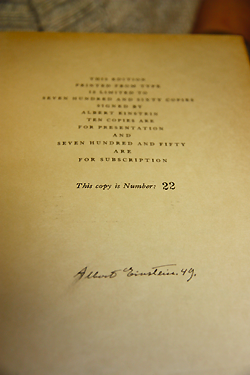 THIS EDITION
PRINTED FROM TYPE
IS LIMITED TO
SEVEN HUNDRED AND SIXTY COPIES
SIGNED BY
ALBERT EINSTEIN
TEN COPIES ARE
FOR PRESENTATION
AND
SEVEN HUNDRED AND FIFTY
ARE
FOR SUBSCRIPTION
This copy is Number: 22
Albert Einstein. 49.